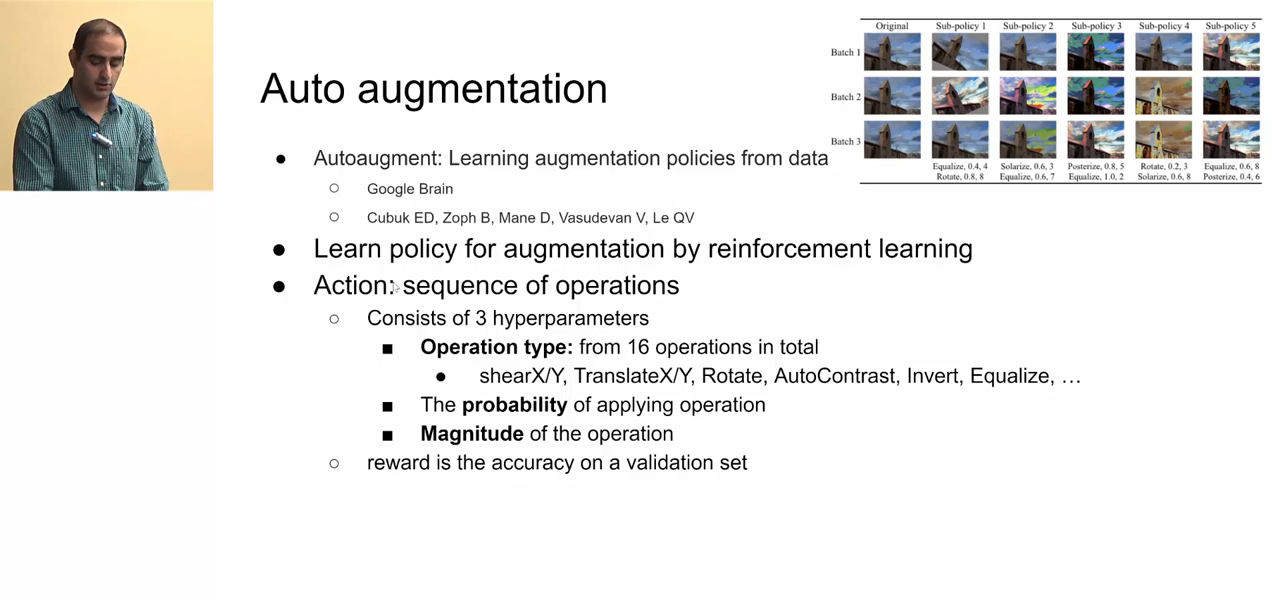 Auto augmentation
Autoaugment: Learning augmentation policies from data
Google Brain
Cubuk ED, Zoph B, Mane D, Vasudevan V, Le QV
Learn policy for augmentation by reinforcement learning
Action: sequence of operations
Consists of 3 hyperparameters
Operation type: from 16 operations in total
shearX/Y, TranslateX/Y, Rotate, AutoContrast, Invert, Equalize, …
The probability of applying operation
Magnitude of the operation
reward is the accuracy on a validation set
Original Sub-policy 1 Sub-policy 2 Sub-policy 3 Sub-policy 4 Sub-policy 5
Batch 1
Batch 2
Batch 3
Equalize, 0.4, 4 Solarize, 0.6, 3 Posterize, 0.8, 5 Rotate, 0.2, 3 Equalize, 0.6, 8
Rotate, 0.8, 8 Equalize, 0.6, 7 Equalize, 1.0, 2 Solarize, 0.6, 8 Posterize, 0.4, 6